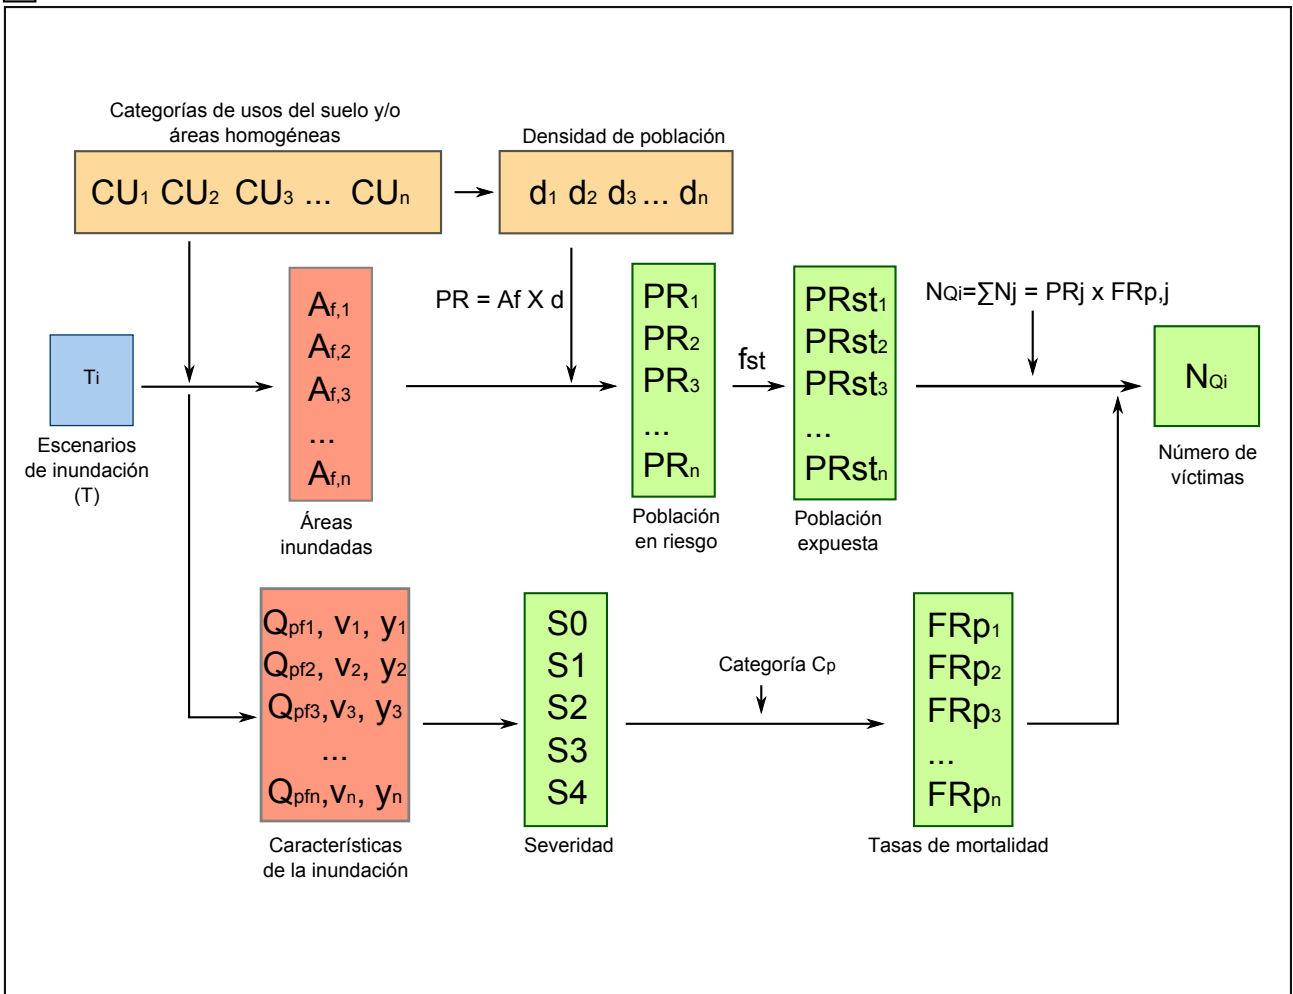 Categorías de usos del suelo y/o
áreas homogéneas
CU1 CU2 CU3 ... CUn
Densidad de población
d1 d2 d3 ... dn
Ti
Escenarios
de inundación
(T)
Af,1
Af,2
Af,3
...
Af,n
Áreas
inundadas
PR = Af X d
PR1
PR2
PR3
...
PRn
Población
en riesgo
fst
PRst1
PRst2
PRst3
...
PRstn
Población
expuesta
NQi=∑Nj = PRj x FRp,j
NQi
Número de
víctimas
Qpf1, v1, y1
Qpf2, v2, y2
Qpf3,v3, y3
...
Qpfn,vn, yn
Características
de la inundación
S0
S1
S2
S3
S4
Severidad
Categoría Cp
FRp1
FRp2
FRp3
...
FRpn
Tasas de mortalidad